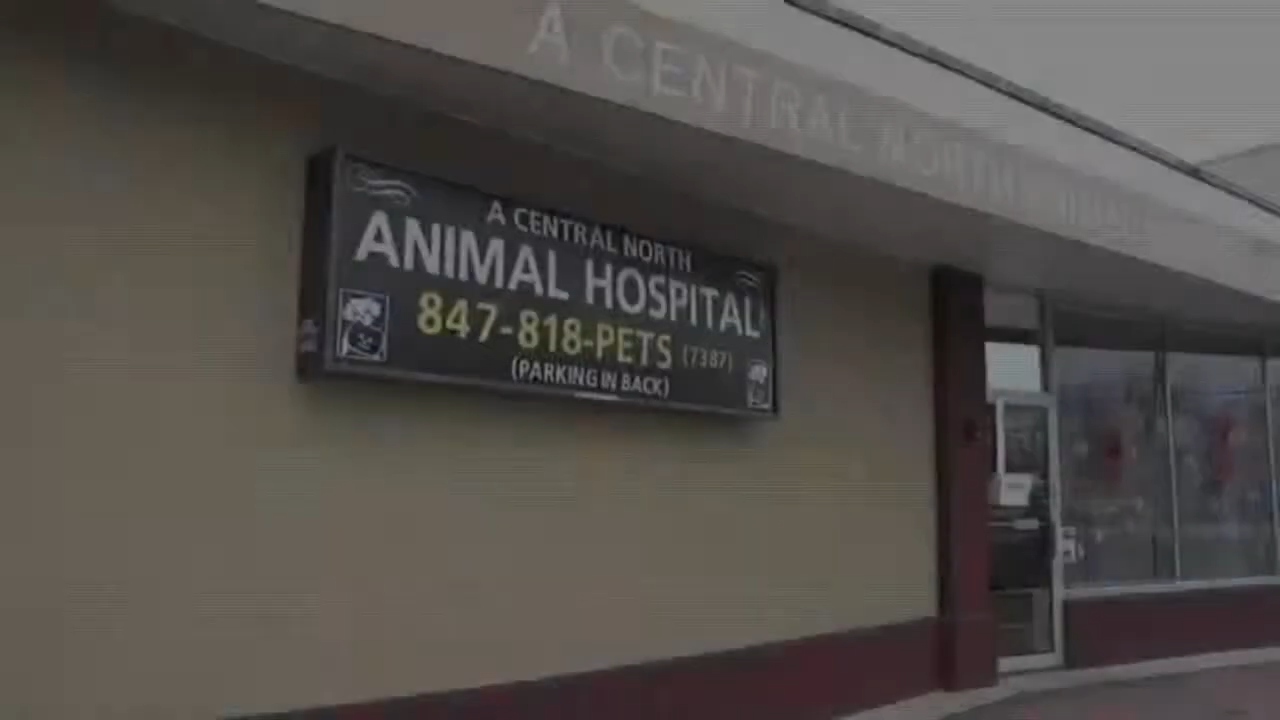 A CENTRAL NORTH
A CENTRAL NORTH
ANIMAL HOSPITAL
847-818-PETS (7387)
(PARKING IN BACK)